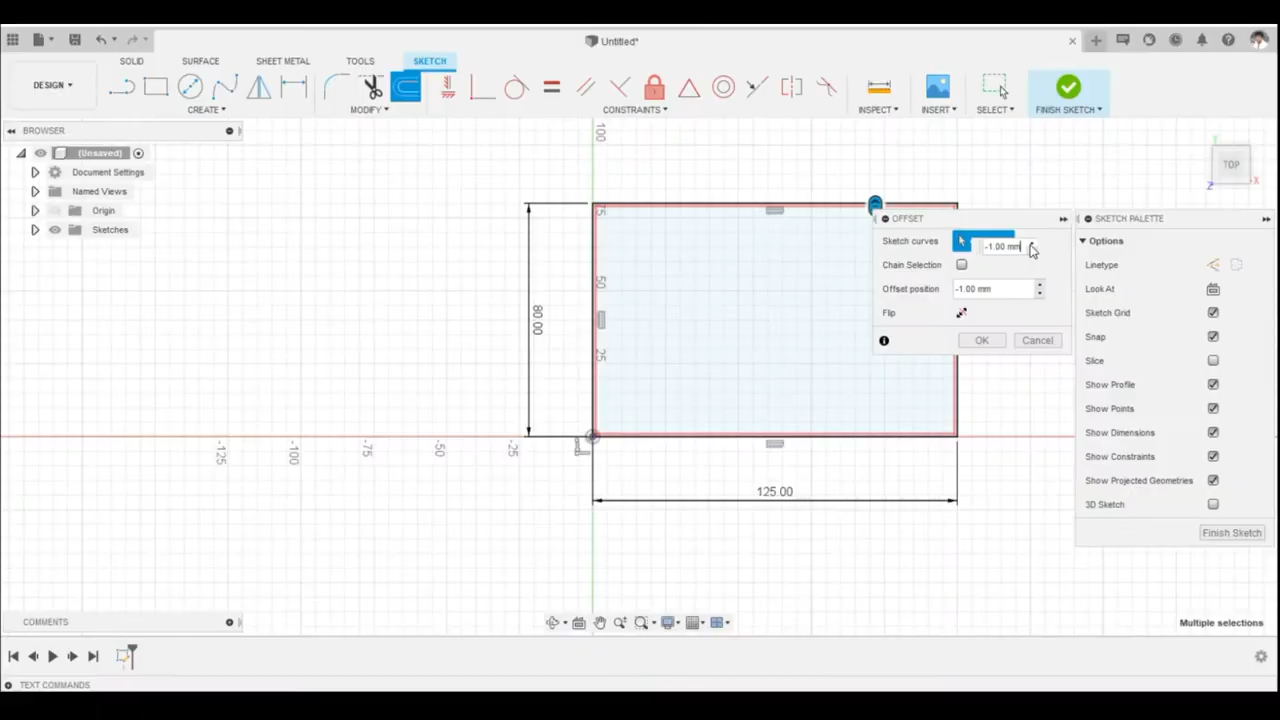 Untitled*
SOLID SURFACE SHEET METAL TOOLS SKETCH
DESIGN
CREATE MODIFY CONSTRAINTS INSPECT INSERT SELECT FINISH SKETCH
BROWSER
(Unsaved)
Document Settings
Named Views
Origin
Sketches
100
75
50
25
-125
-100
-75
-50
-25
80.00
125.00
TOP
Y
X
Z
OFFSET
Sketch curves
-1.00 mm
Chain Selection
Offset position -1.00 mm
Flip
OK Cancel
SKETCH PALETTE
Options
Linetype
Look At
Sketch Grid
Snap
Slice
Show Profile
Show Points
Show Dimensions
Show Constraints
Show Projected Geometries
3D Sketch
Finish Sketch
COMMENTS
Multiple selections
TEXT COMMANDS